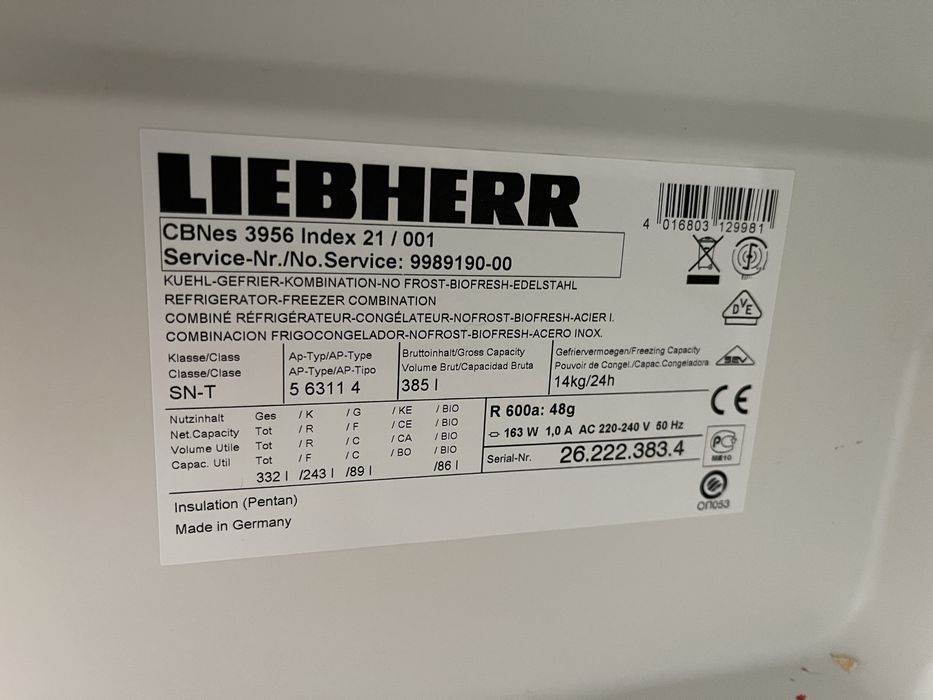 LIEBHERR
4 016803 129981
CBNes 3956 Index 21 / 001
Service-Nr./No.Service: 9989190-00
KUEHL-GEFRIER-KOMBINATION-NO FROST-BIOFRESH-EDELSTAHL
REFRIGERATOR-FREEZER COMBINATION
COMBINÉ RÉFRIGÉRATEUR-CONGÉLATEUR-NOFROST-BIOFRESH-ACIER I.
COMBINACION FRIGOCONGELADOR-NOFROST-BIOFRESH-ACERO INOX.
DVE
SEV
Klasse/Class
Classe/Clase
SN-T
Ap-Typ/AP-Type
AP-Type/AP-Tipo
5 6311 4
Bruttoinhalt/Gross Capacity
Volume Brut/Capacidad Bruta
385 l
Gefriervermoegen/Freezing Capacity
Pouvoir de Congel./Capac.Congeladora
14kg/24h
CE
Nutzinhalt Ges / K / G / KE / BIO
Net.Capacity Tot / R / F / CE / BIO
Volume Utile Tot / R / C / CA / BIO
Capac. Util Tot / F / C / BO / BIO
332 l /243 l /89 l /86 l
R 600a: 48g
163 W 1,0 A AC 220-240 V 50 Hz
Serial-Nr. 26.222.383.4
ME10
ОП053
Insulation (Pentan)
Made in Germany